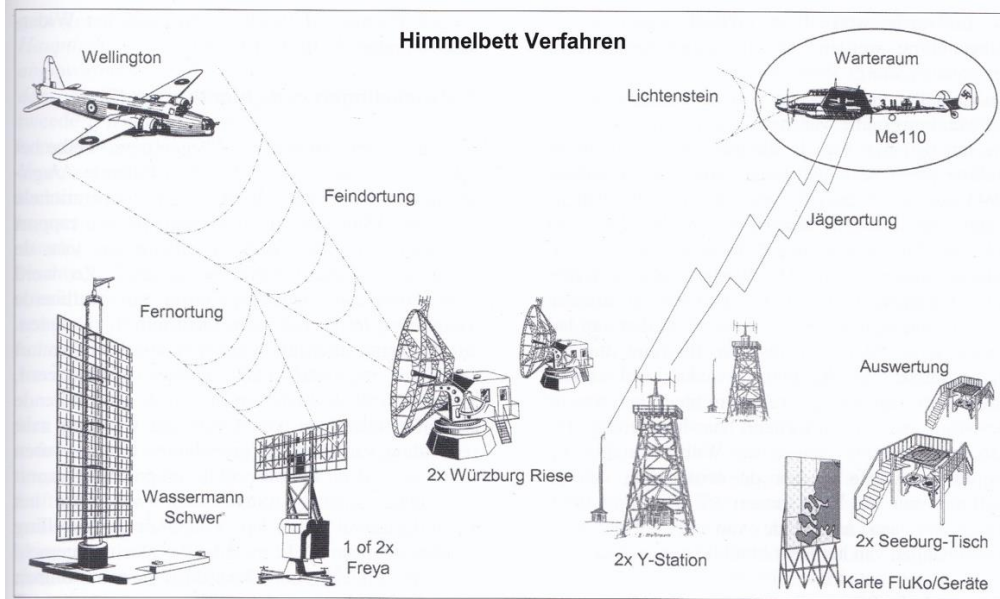 Himmelbett Verfahren
Wellington
Warteraum
Lichtenstein
Me110
Feindortung
Jägerortung
Fernortung
Auswertung
2x Würzburg Riese
Wassermann
Schwer
1 of 2x
Freya
2x Y-Station
2x Seeburg-Tisch
Karte FluKo/Geräte